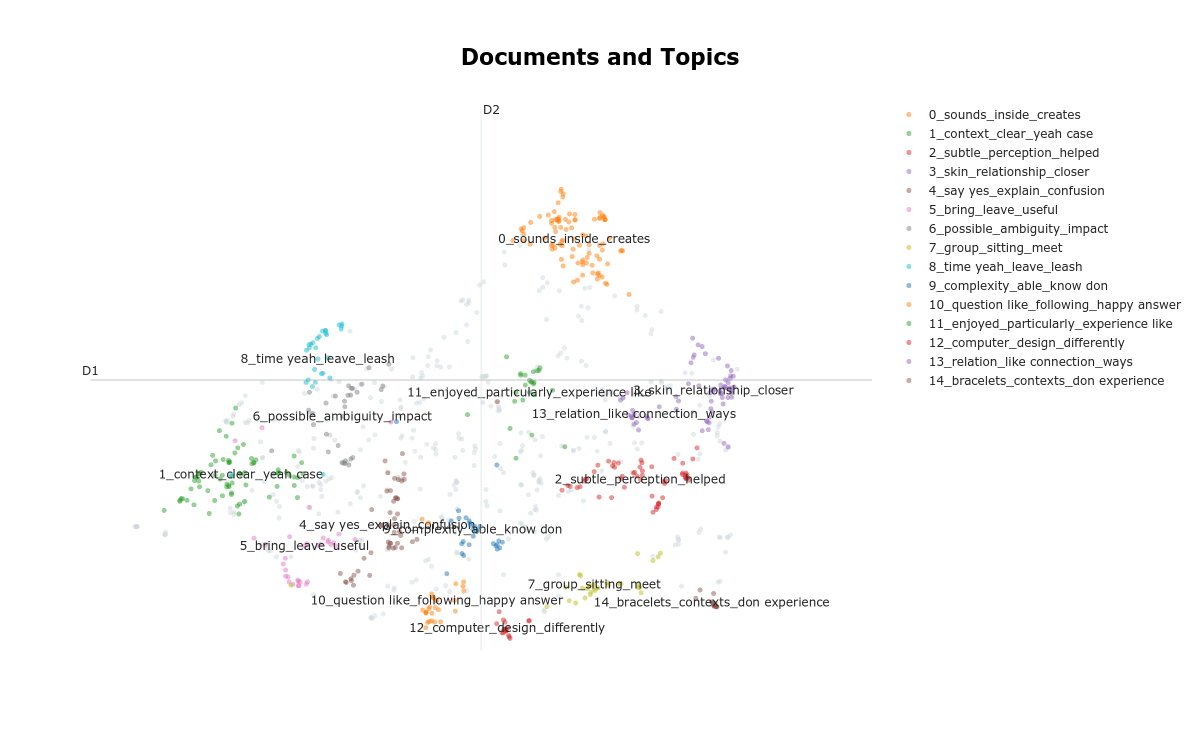 Documents and Topics
D2
0_sounds_inside_creates
8_time yeah_leave_leash
D1
11_enjoyed_particularly_experience like
3_skin_relationship_closer
6_possible_ambiguity_impact
13_relation_like connection_ways
1_context_clear_yeah case
2_subtle_perception_helped
4_say yes_explain_confusion
9_complexity_able_know don
5_bring_leave_useful
7_group_sitting_meet
10_question like_following_happy answer
14_bracelets_contexts_don experience
12_computer_design_differently
0_sounds_inside_creates
1_context_clear_yeah case
2_subtle_perception_helped
3_skin_relationship_closer
4_say yes_explain_confusion
5_bring_leave_useful
6_possible_ambiguity_impact
7_group_sitting_meet
8_time yeah_leave_leash
9_complexity_able_know don
10_question like_following_happy answer
11_enjoyed_particularly_experience like
12_computer_design_differently
13_relation_like connection_ways
14_bracelets_contexts_don experience